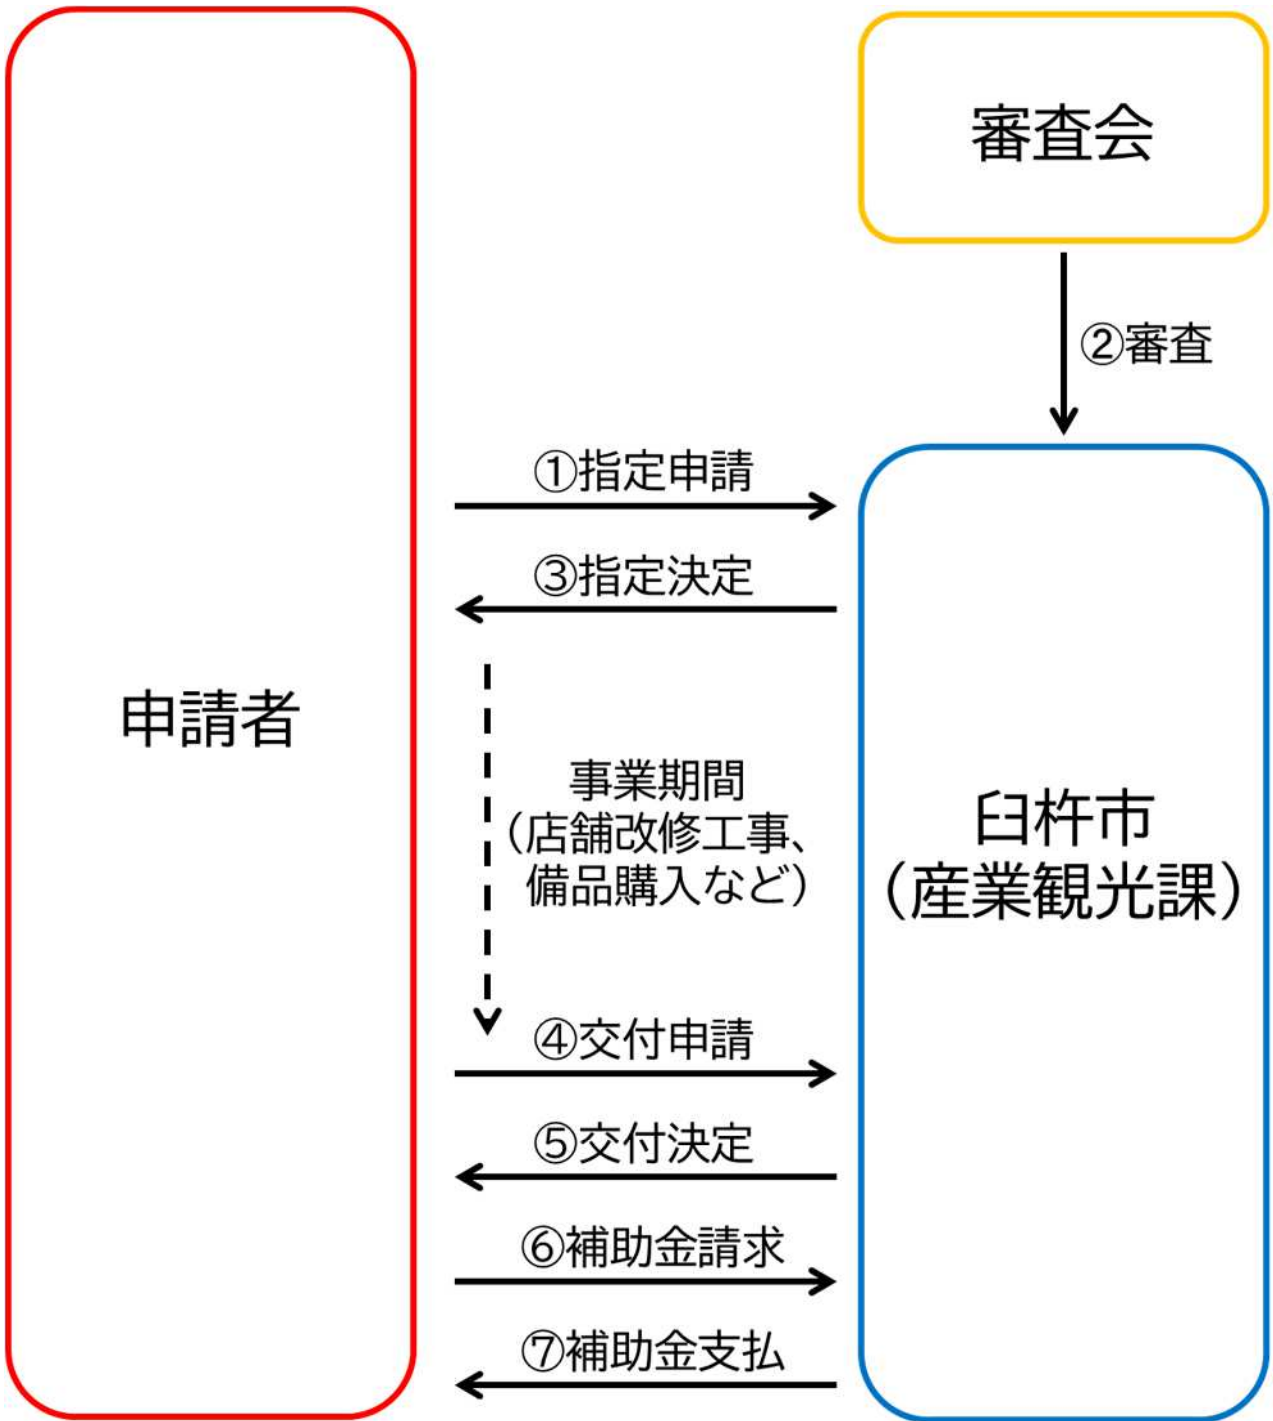 審査会
②審査
①指定申請
③指定決定
申請者
事業期間
（店舗改修工事、
備品購入など）
臼杵市
（産業観光課）
④交付申請
⑤交付決定
⑥補助金請求
⑦補助金支払